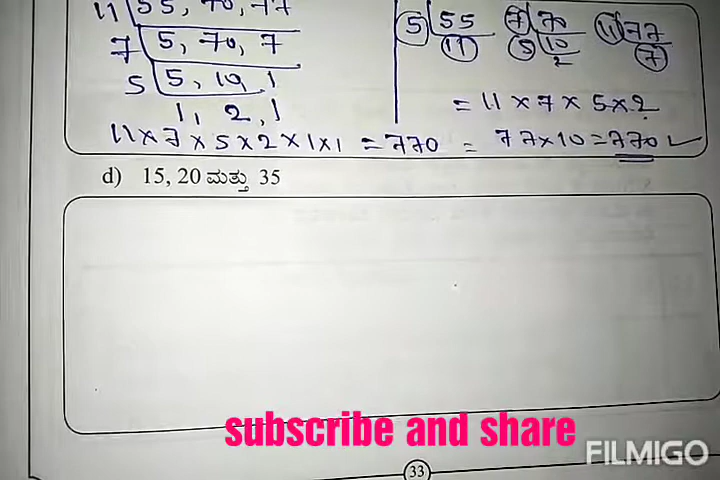 11 55, 70, 77
7 5, 70, 7
5 5, 10, 1
1, 2, 1
11 × 7 × 5 × 2 × 1 × 1 = 770
5 55
11
7 70
5 10
2
11 77
7
= 11 × 7 × 5 × 2
= 77 × 10 = 770 ✓
d) 15, 20 ಮತ್ತು 35
subscribe and share
FILMIGO
33